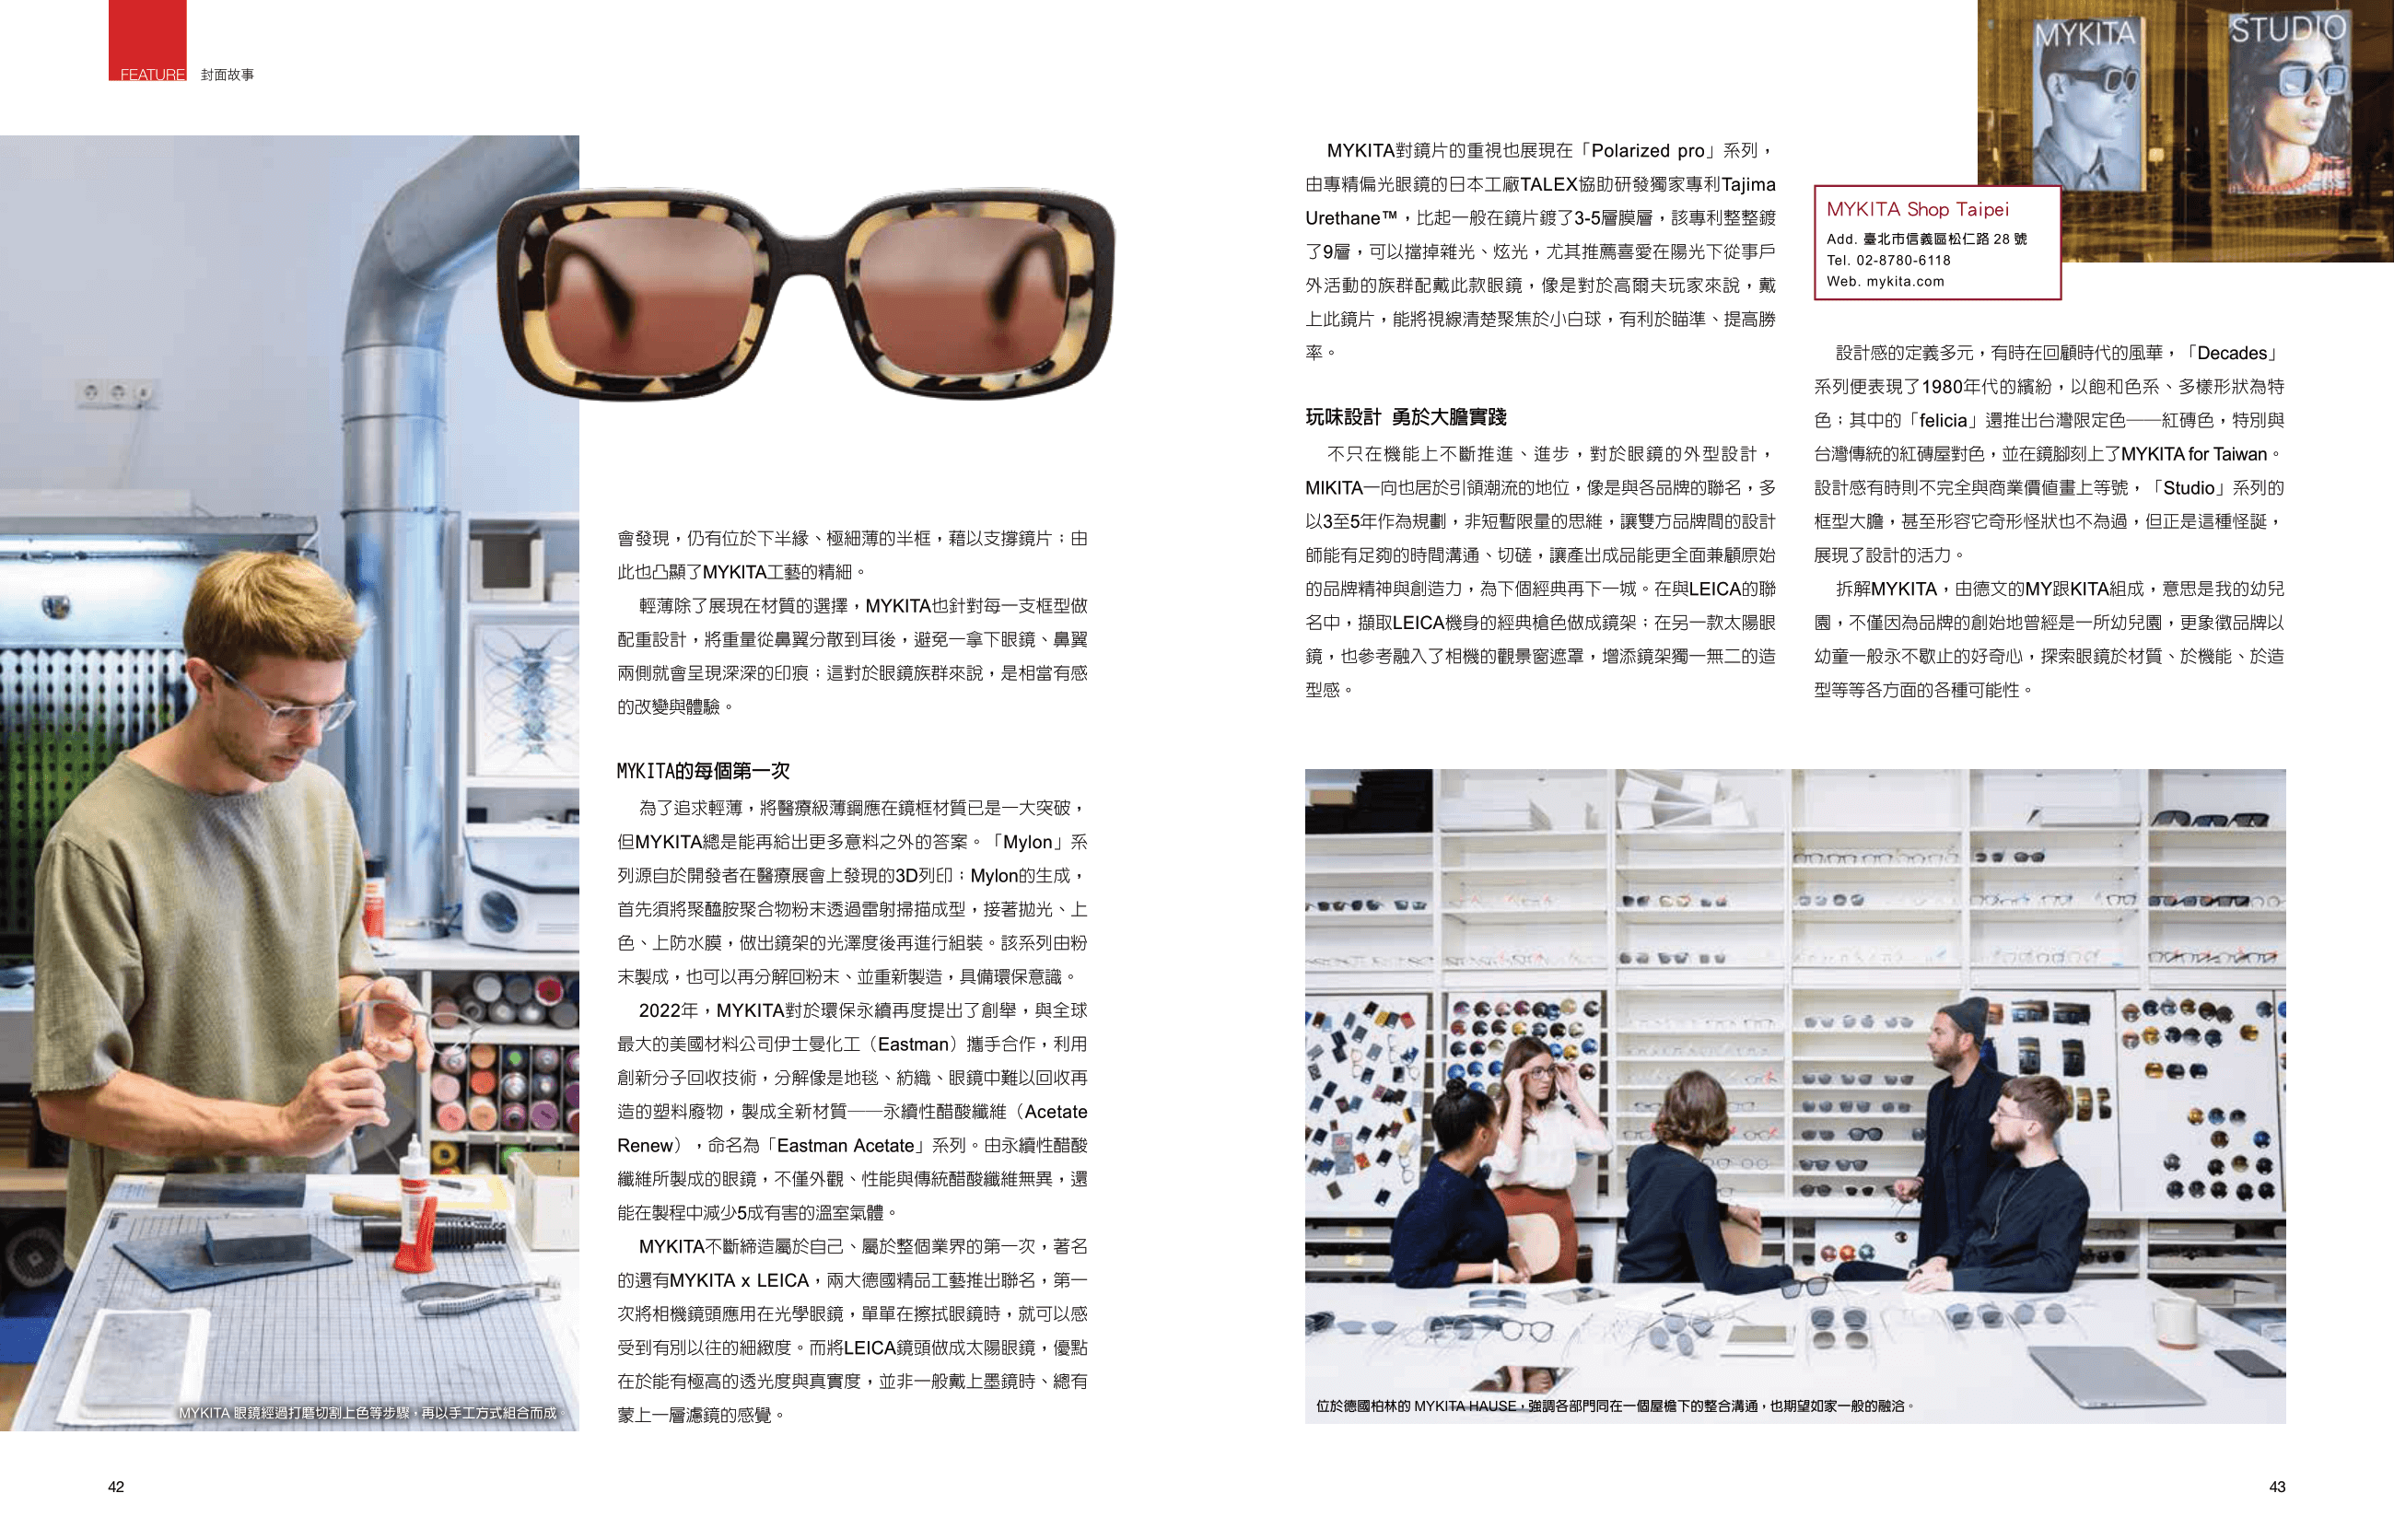 FEATURE 封面故事
會發現，仍有位於下半緣、極細薄的半框，藉以支撐鏡片；由
此也凸顯了MYKITA工藝的精細。
輕薄除了展現在材質的選擇，MYKITA也針對每一支框型做
配重設計，將重量從鼻翼分散到耳後，避免一拿下眼鏡、鼻翼
兩側就會呈現深深的印痕；這對於眼鏡族群來說，是相當有感
的改變與體驗。
MYKITA的每個第一次
為了追求輕薄，將醫療級薄鋼應在鏡框材質已是一大突破，
但MYKITA總是能再給出更多意料之外的答案。「Mylon」系
列源自於開發者在醫療展會上發現的3D列印；Mylon的生成，
首先須將聚醯胺聚合物粉末透過雷射掃描成型，接著拋光、上
色、上防水膜，做出鏡架的光澤度後再進行組裝。該系列由粉
末製成，也可以再分解回粉末、並重新製造，具備環保意識。
2022年，MYKITA對於環保永續再度提出了創舉，與全球
最大的美國材料公司伊士曼化工（Eastman）攜手合作，利用
創新分子回收技術，分解像是地毯、紡織、眼鏡中難以回收再
造的塑料廢物，製成全新材質——永續性醋酸纖維（Acetate
Renew），命名為「Eastman Acetate」系列。由永續性醋酸
纖維所製成的眼鏡，不僅外觀、性能與傳統醋酸纖維無異，還
能在製程中減少5成有害的溫室氣體。
MYKITA不斷締造屬於自己、屬於整個業界的第一次，著名
的還有MYKITA x LEICA，兩大德國精品工藝推出聯名，第一
次將相機鏡頭應用在光學眼鏡，單單在擦拭眼鏡時，就可以感
受到有別以往的細緻度。而將LEICA鏡頭做成太陽眼鏡，優點
在於能有極高的透光度與真實度，並非一般戴上墨鏡時、總有
蒙上一層濾鏡的感覺。
MYKITA 眼鏡經過打磨切割上色等步驟，再以手工方式組合而成。
42
MYKITA對鏡片的重視也展現在「Polarized pro」系列，
由專精偏光眼鏡的日本工廠TALEX協助研發獨家專利Tajima
Urethane™，比起一般在鏡片鍍了3-5層膜層，該專利整整鍍
了9層，可以擋掉雜光、炫光，尤其推薦喜愛在陽光下從事戶
外活動的族群配戴此款眼鏡，像是對於高爾夫玩家來說，戴
上此鏡片，能將視線清楚聚焦於小白球，有利於瞄準、提高勝
率。
玩味設計 勇於大膽實踐
不只在機能上不斷推進、進步，對於眼鏡的外型設計，
MIKITA一向也居於引領潮流的地位，像是與各品牌的聯名，多
以3至5年作為規劃，非短暫限量的思維，讓雙方品牌間的設計
師能有足夠的時間溝通、切磋，讓產出成品能更全面兼顧原始
的品牌精神與創造力，為下個經典再下一城。在與LEICA的聯
名中，擷取LEICA機身的經典槍色做成鏡架；在另一款太陽眼
鏡，也參考融入了相機的觀景窗遮罩，增添鏡架獨一無二的造
型感。
MYKITA
STUDIO
MYKITA Shop Taipei
Add. 臺北市信義區松仁路 28 號
Tel. 02-8780-6118
Web. mykita.com
設計感的定義多元，有時在回顧時代的風華，「Decades」
系列便表現了1980年代的繽紛，以飽和色系、多樣形狀為特
色；其中的「felicia」還推出台灣限定色——紅磚色，特別與
台灣傳統的紅磚屋對色，並在鏡腳刻上了MYKITA for Taiwan。
設計感有時則不完全與商業價值畫上等號，「Studio」系列的
框型大膽，甚至形容它奇形怪狀也不為過，但正是這種怪誕，
展現了設計的活力。
拆解MYKITA，由德文的MY跟KITA組成，意思是我的幼兒
園，不僅因為品牌的創始地曾經是一所幼兒園，更象徵品牌以
幼童一般永不歇止的好奇心，探索眼鏡於材質、於機能、於造
型等等各方面的各種可能性。
位於德國柏林的 MYKITA HAUSE，強調各部門同在一個屋檐下的整合溝通，也期望如家一般的融洽。
43